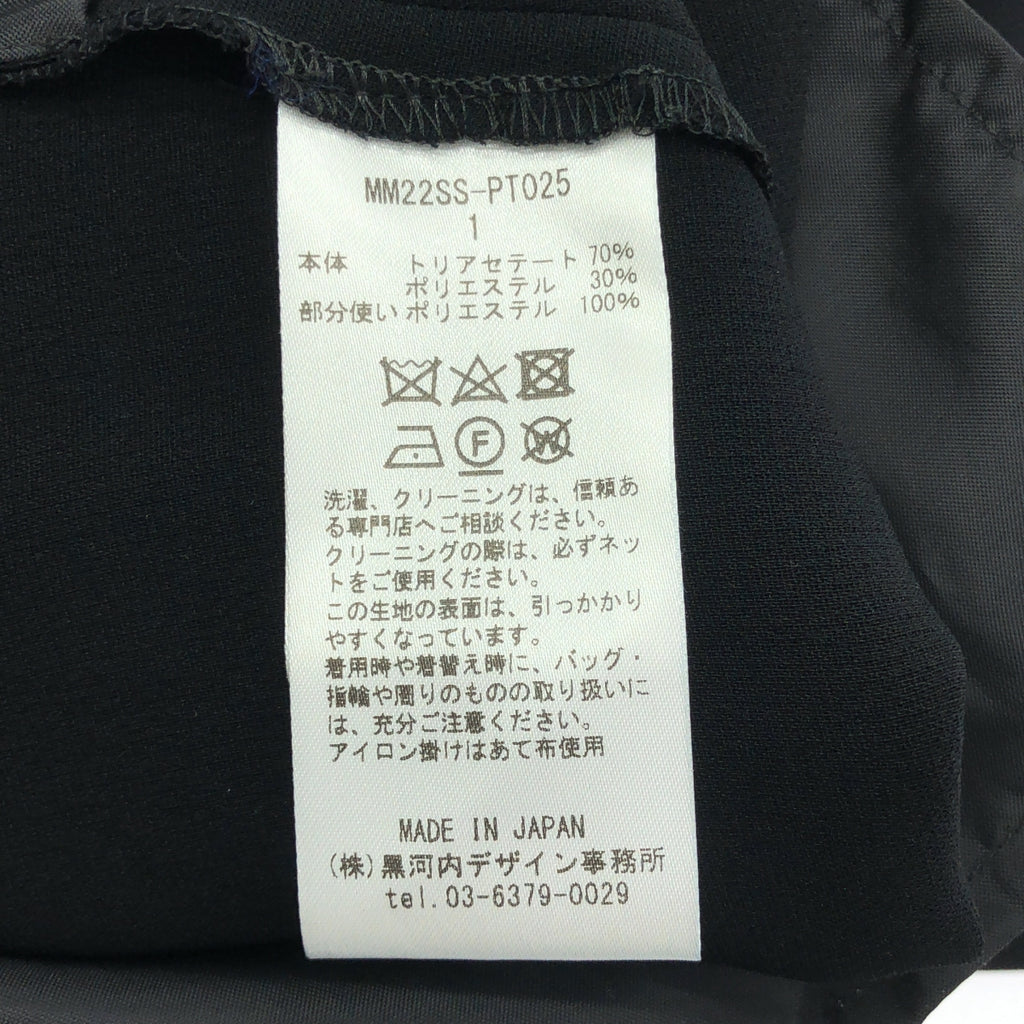 MM22SS-PT025
1
本体 トリアセテート 70%
ポリエステル 30%
部分使い ポリエステル 100%
F
W
洗濯、クリーニングは、信頼あ
る専門店へご相談ください。
クリーニングの際は、必ずネッ
トをご使用ください。
この生地の表面は、引っかかり
やすくなっています。
着用時や着替え時に、バッグ・
指輪や周りのものの取り扱いに
は、充分ご注意ください。
アイロン掛けはあて布使用
MADE IN JAPAN
(株)黒河内デザイン事務所
tel.03-6379-0029